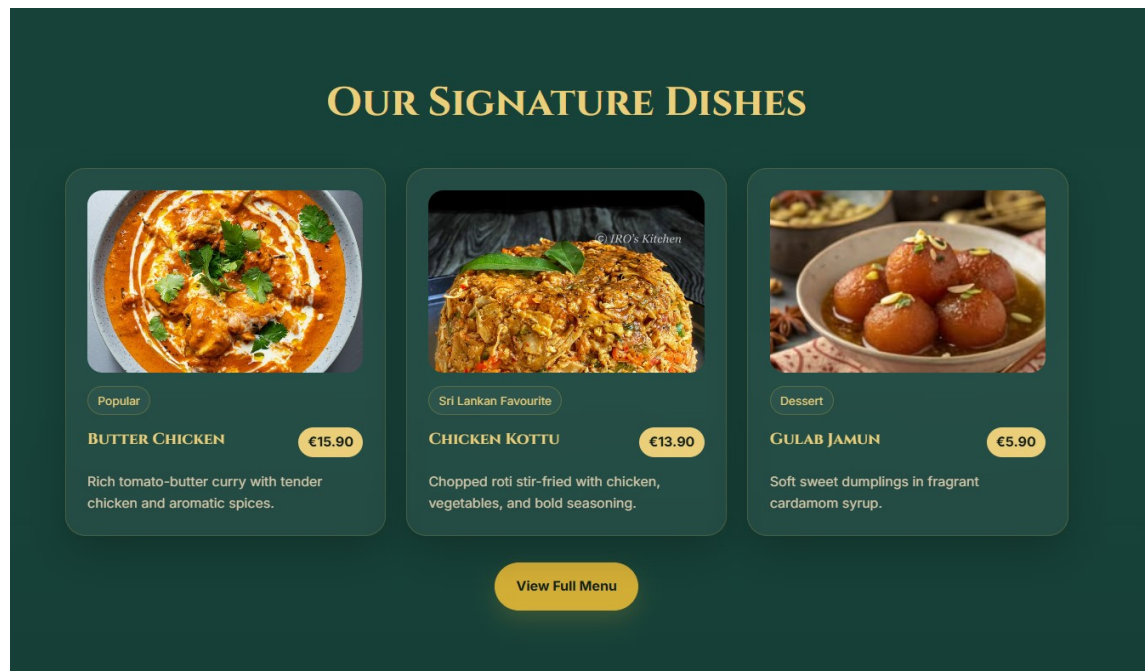 Our Signature Dishes
© IRO's Kitchen
Popular
Butter Chicken
€15.90
Rich tomato-butter curry with tender
chicken and aromatic spices.
Sri Lankan Favourite
Chicken Kottu
€13.90
Chopped roti stir-fried with chicken,
vegetables, and bold seasoning.
Dessert
Gulab Jamun
€5.90
Soft sweet dumplings in fragrant
cardamom syrup.
View Full Menu